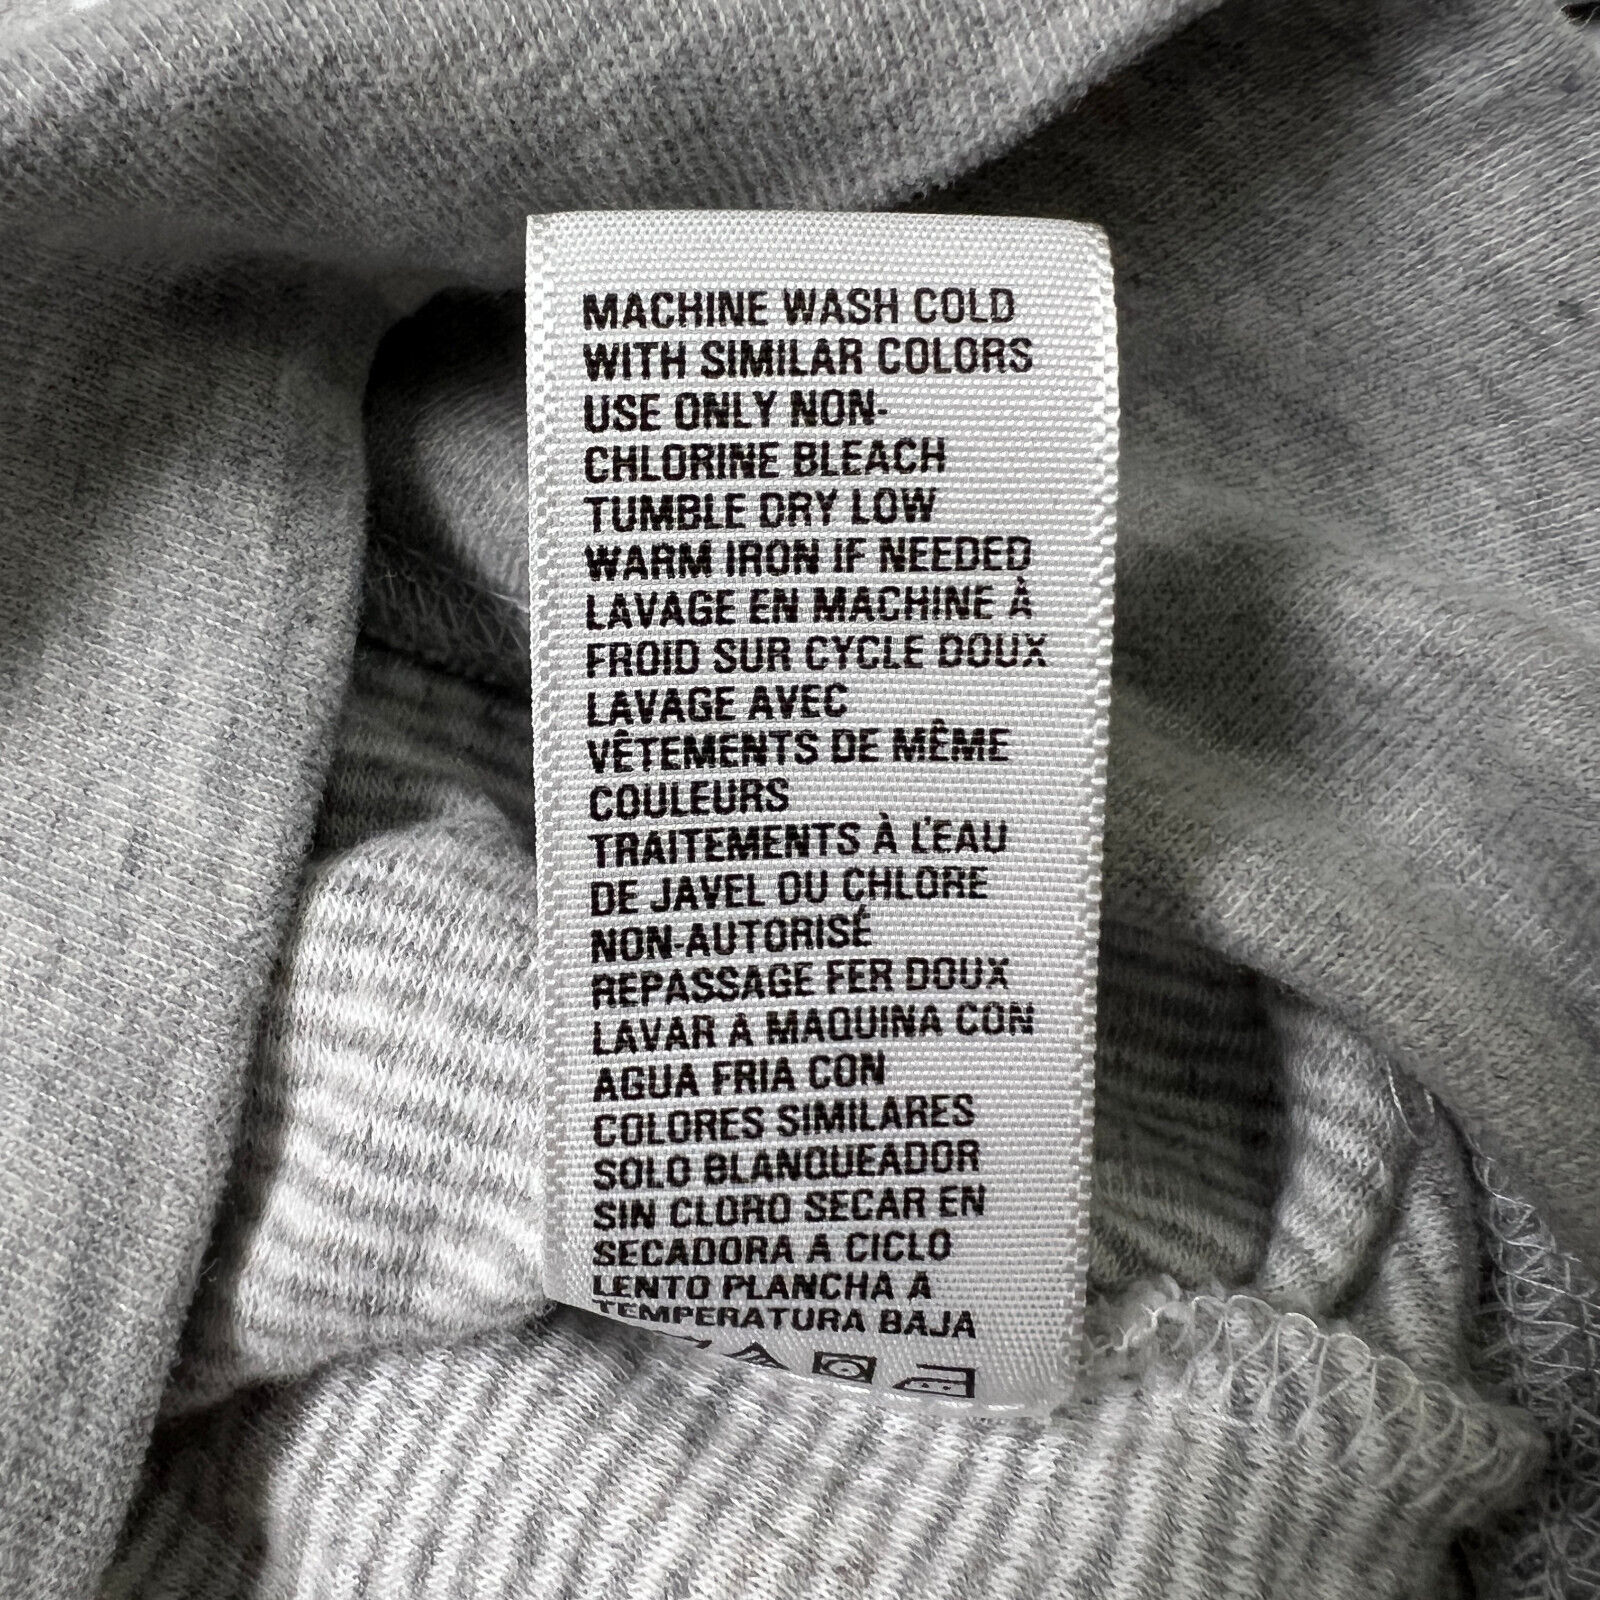 MACHINE WASH COLD
WITH SIMILAR COLORS
USE ONLY NON-
CHLORINE BLEACH
TUMBLE DRY LOW
WARM IRON IF NEEDED
LAVAGE EN MACHINE À
FROID SUR CYCLE DOUX
LAVAGE AVEC
VÊTEMENTS DE MÊME
COULEURS
TRAITEMENTS À L'EAU
DE JAVEL OU CHLORE
NON-AUTORISÉ
REPASSAGE FER DOUX
LAVAR A MAQUINA CON
AGUA FRIA CON
COLORES SIMILARES
SOLO BLANQUEADOR
SIN CLORO SECAR EN
SECADORA A CICLO
LENTO PLANCHA A
TEMPERATURA BAJA